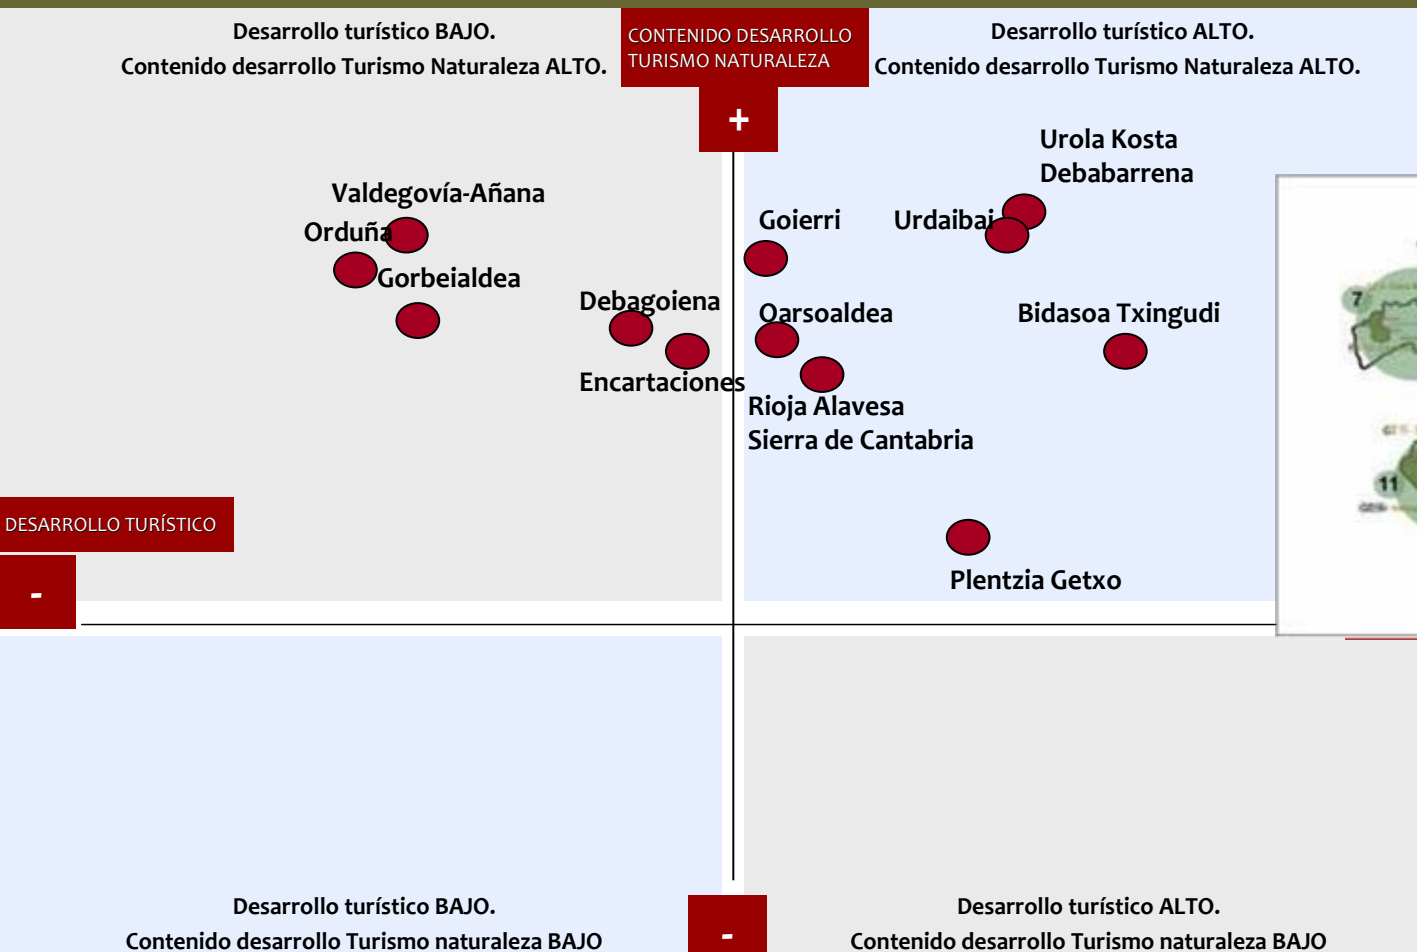 Desarrollo turístico BAJO.
Contenido desarrollo Turismo Naturaleza ALTO.
CONTENIDO DESARROLLO
TURISMO NATURALEZA
Desarrollo turístico ALTO.
Contenido desarrollo Turismo Naturaleza ALTO.
+
Urola Kosta
Debabarrena
Valdegovía-Añana
Orduña
Goierri
Urdaibai
Gorbeialdea
Debagoiena
Oarsoaldea
Bidasoa Txingudi
7
Encartaciones
Rioja Alavesa
Sierra de Cantabria
11
DESARROLLO TURÍSTICO
-
Plentzia Getxo
Desarrollo turístico BAJO.
Contenido desarrollo Turismo naturaleza BAJO
-
Desarrollo turístico ALTO.
Contenido desarrollo Turismo naturaleza BAJO